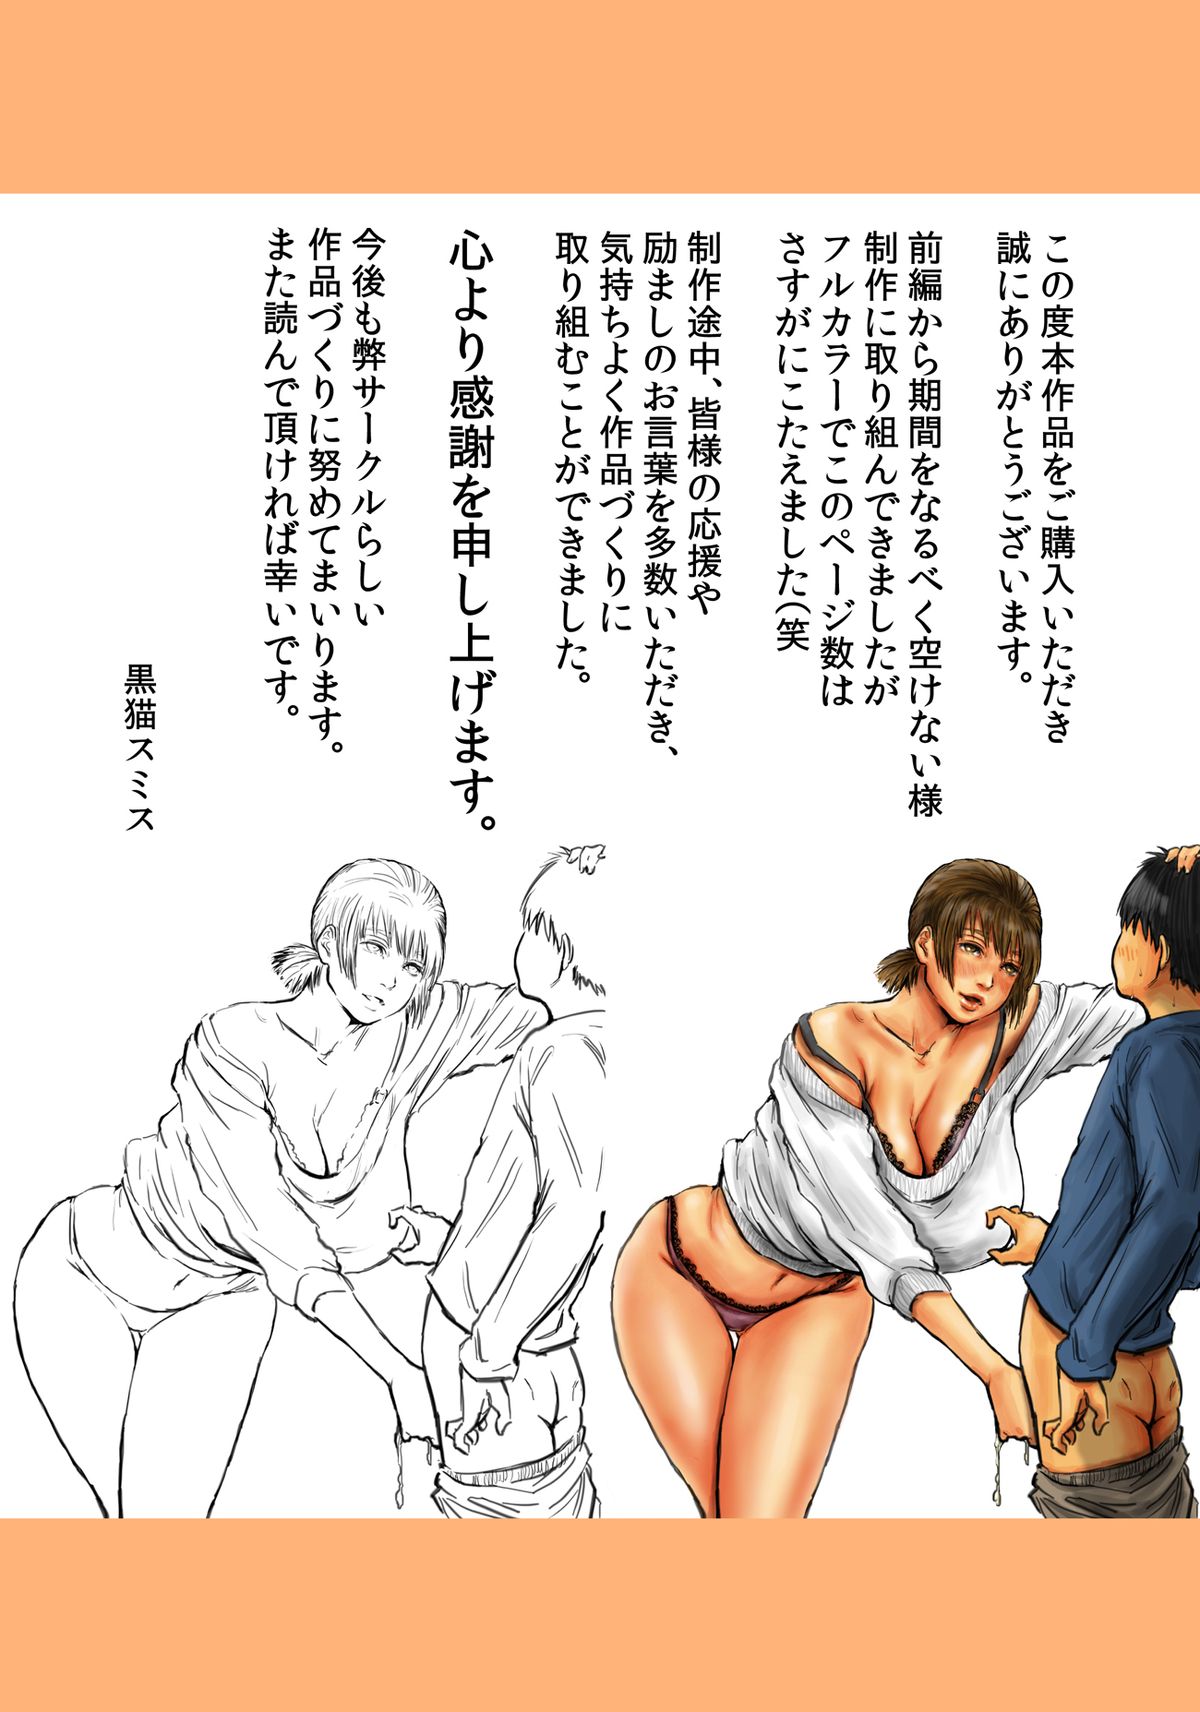 この度本作品をご購入いただき
誠にありがとうございます。
前編から期間をなるべく空けない様
制作に取り組んできましたが
フルカラーでこのページ数は
さすがにこたえました(笑
制作途中、皆様の応援や
励ましのお言葉を多数いただき、
気持ちよく作品づくりに
取り組むことができました。
心より感謝を申し上げます。
今後も弊サークルらしい
作品づくりに努めてまいります。
また読んで頂ければ幸いです。
黒猫スミス